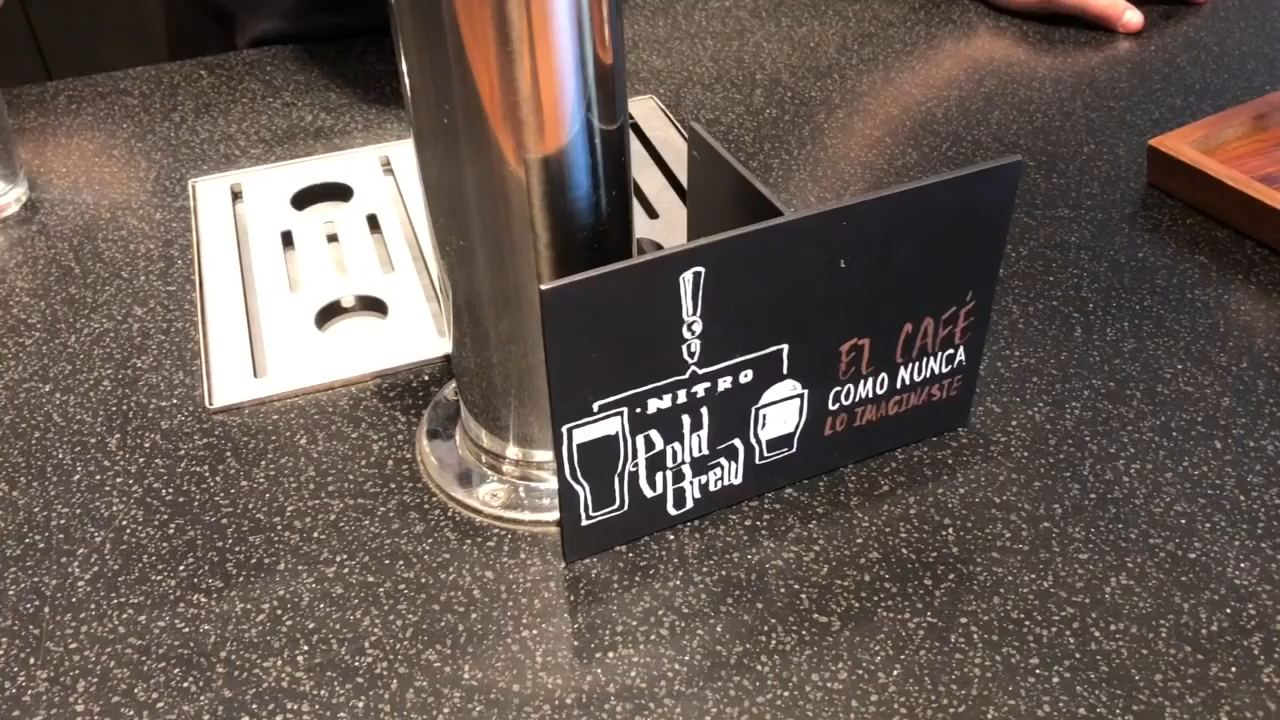 ·NITRO
Cold
Brew
EL CAFÉ
COMO NUNCA
LO IMAGINASTE